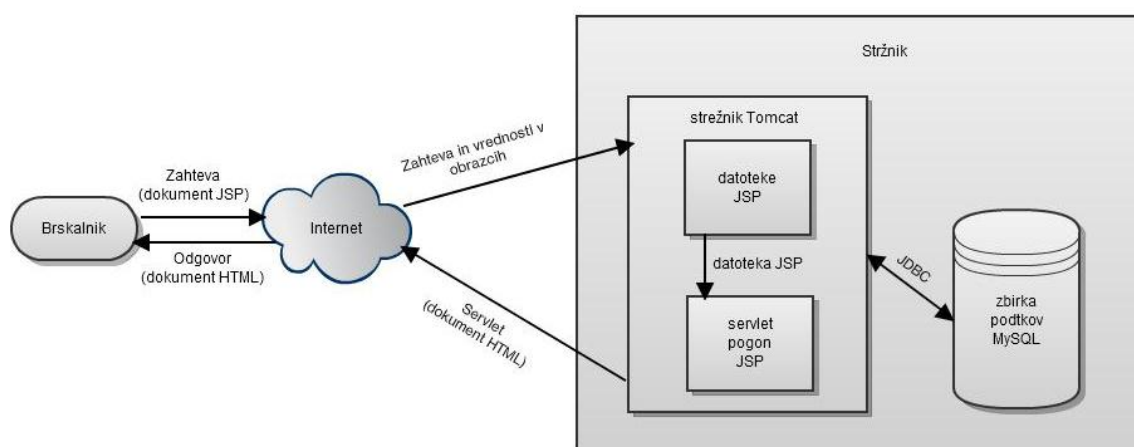 Stržnik
strežnik Tomcat
Zahteva in vrednosti v
obrazcih
Zahteva
(dokument JSP)
datoteke
JSP
Brskalnik
Internet
Odgovor
(dokument HTML)
datoteka JSP
JDBC
Servlet
(dokument HTML)
servlet
pogon
JSP
zbirka
podtkov
MySQL